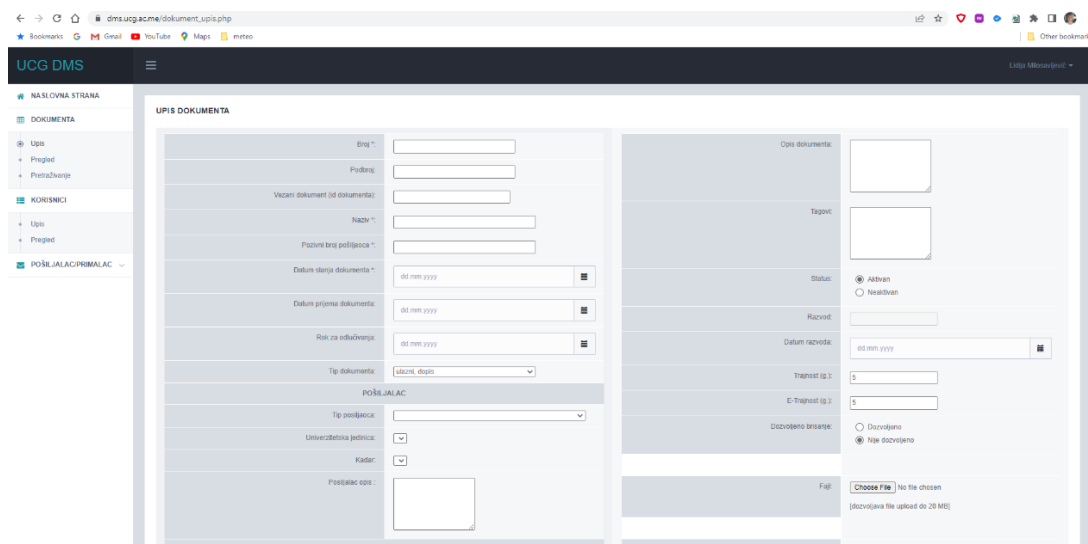 dms.ucg.ac.me/dokument_upis.php
Bookmarks Gmail YouTube Maps meteo Other bookmark
UCG DMS
Lidija Milosavljević
NASLOVNA STRANA
DOKUMENTA
Upis
Pregled
Pretraživanje
KORISNICI
Upis
Pregled
POŠILJALAC/PRIMALAC
UPIS DOKUMENTA
Broj *:
Podbroj:
Vezani dokument (id dokumenta):
Naziv *:
Pozivni broj pošiljaoca *:
Datum stanja dokumenta *: dd.mm.yyyy
Datum prijema dokumenta: dd.mm.yyyy
Rok za odlučivanje: dd.mm.yyyy
Tip dokumenta: ulazni, dopis
POŠILJALAC
Tip posiljaoca:
Univerzitetska jedinica:
Kadar:
Posiljalac opis :
Opis dokumenta:
Tagovi:
Status: Aktivan
Neaktivan
Razvod:
Datum razvoda: dd.mm.yyyy
Trajnost (g.): 5
E-Trajnost (g.): 5
Dozvoljeno brisanje: Dozvoljeno
Nije dozvoljeno
Fajl: Choose File No file chosen
[dozvoljava file upload do 20 MB]